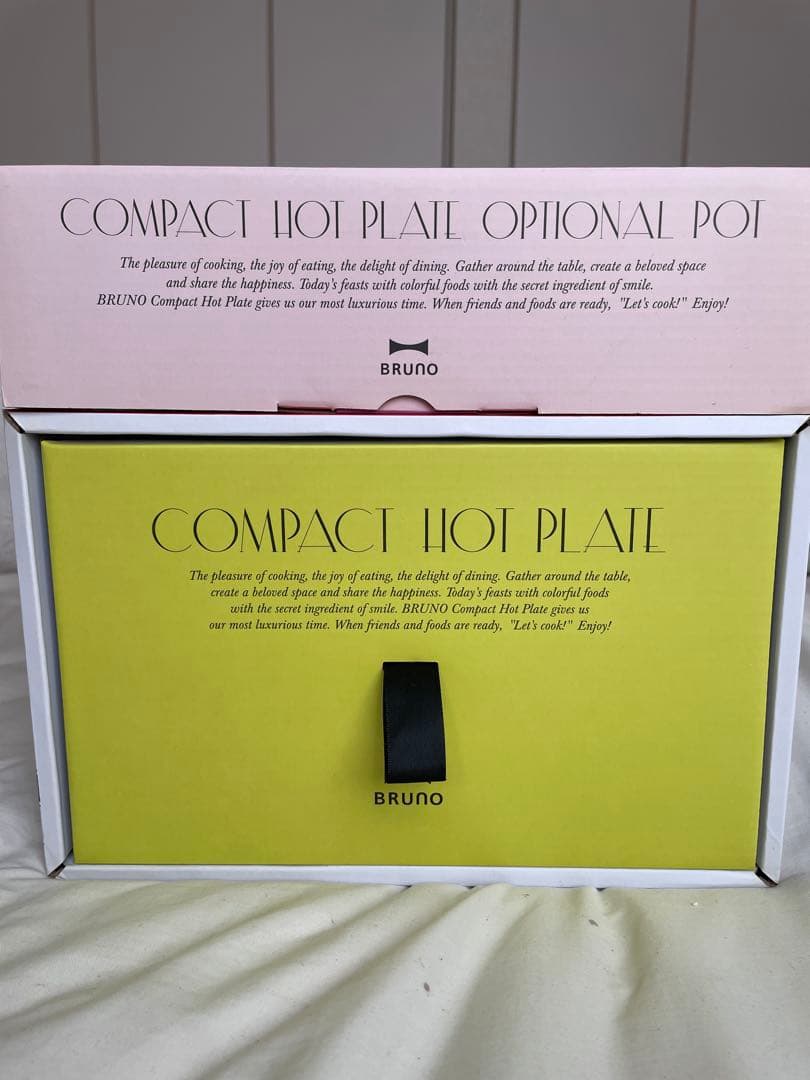 COMPACT HOT PLATE OPTIONAL POT
The pleasure of cooking, the joy of eating, the delight of dining. Gather around the table, create a beloved space
and share the happiness. Today's feasts with colorful foods with the secret ingredient of smile.
BRUNO Compact Hot Plate gives us our most luxurious time. When friends and foods are ready, "Let's cook!" Enjoy!
BRUNO
COMPACT HOT PLATE
The pleasure of cooking, the joy of eating, the delight of dining. Gather around the table,
create a beloved space and share the happiness. Today's feasts with colorful foods
with the secret ingredient of smile. BRUNO Compact Hot Plate gives us
our most luxurious time. When friends and foods are ready, "Let's cook!" Enjoy!
BRUNO